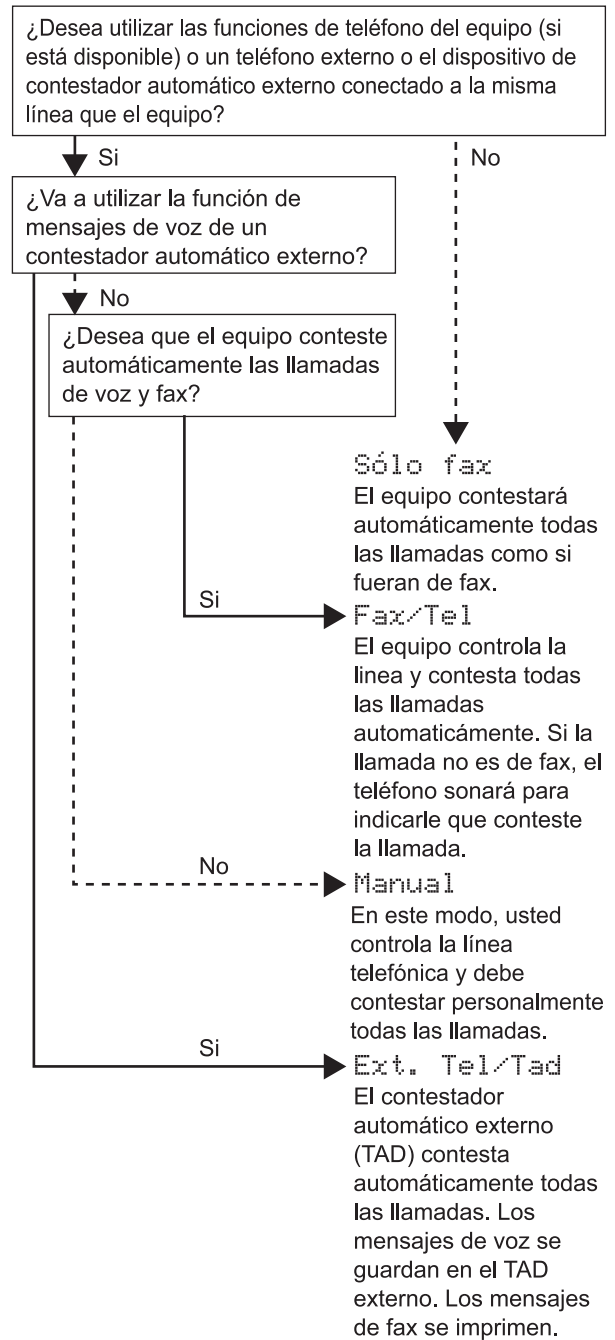 ¿Desea utilizar las funciones de teléfono del equipo (si
está disponible) o un teléfono externo o el dispositivo de
contestador automático externo conectado a la misma
línea que el equipo?
Si
No
¿Va a utilizar la función de
mensajes de voz de un
contestador automático externo?
No
¿Desea que el equipo conteste
automáticamente las llamadas
de voz y fax?
Sólo fax
El equipo contestará
automáticamente todas
las llamadas como si
fueran de fax.
Si
Fax/Tel
El equipo controla la
linea y contesta todas
las llamadas
automaticámente. Si la
llamada no es de fax, el
teléfono sonará para
indicarle que conteste
la llamada.
No
Manual
En este modo, usted
controla la línea
telefónica y debe
contestar personalmente
todas las llamadas.
Si
Ext. Tel/Tad
El contestador
automático externo
(TAD) contesta
automáticamente todas
las llamadas. Los
mensajes de voz se
guardan en el TAD
externo. Los mensajes
de fax se imprimen.